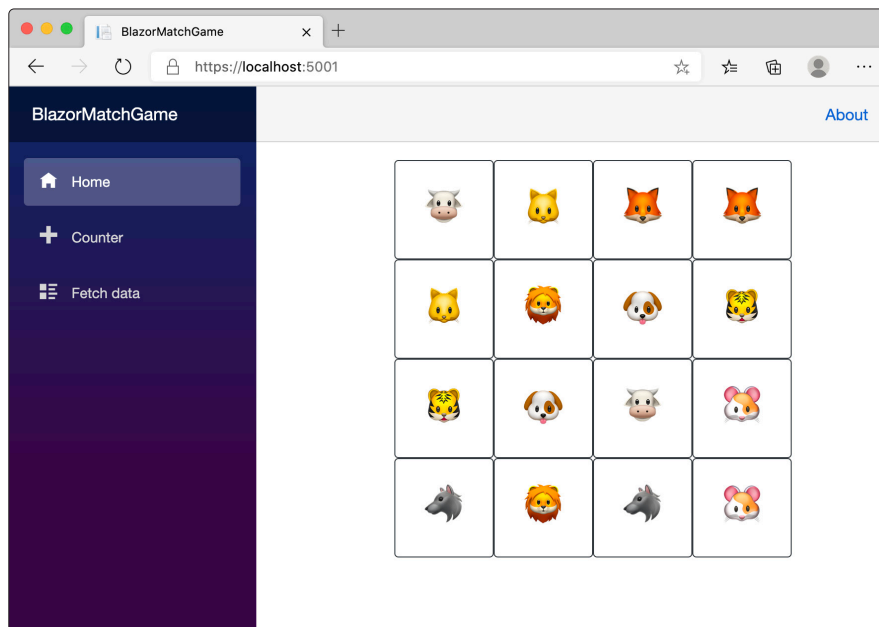 BlazorMatchGame
https://localhost:5001
BlazorMatchGame
About
Home
Counter
Fetch data